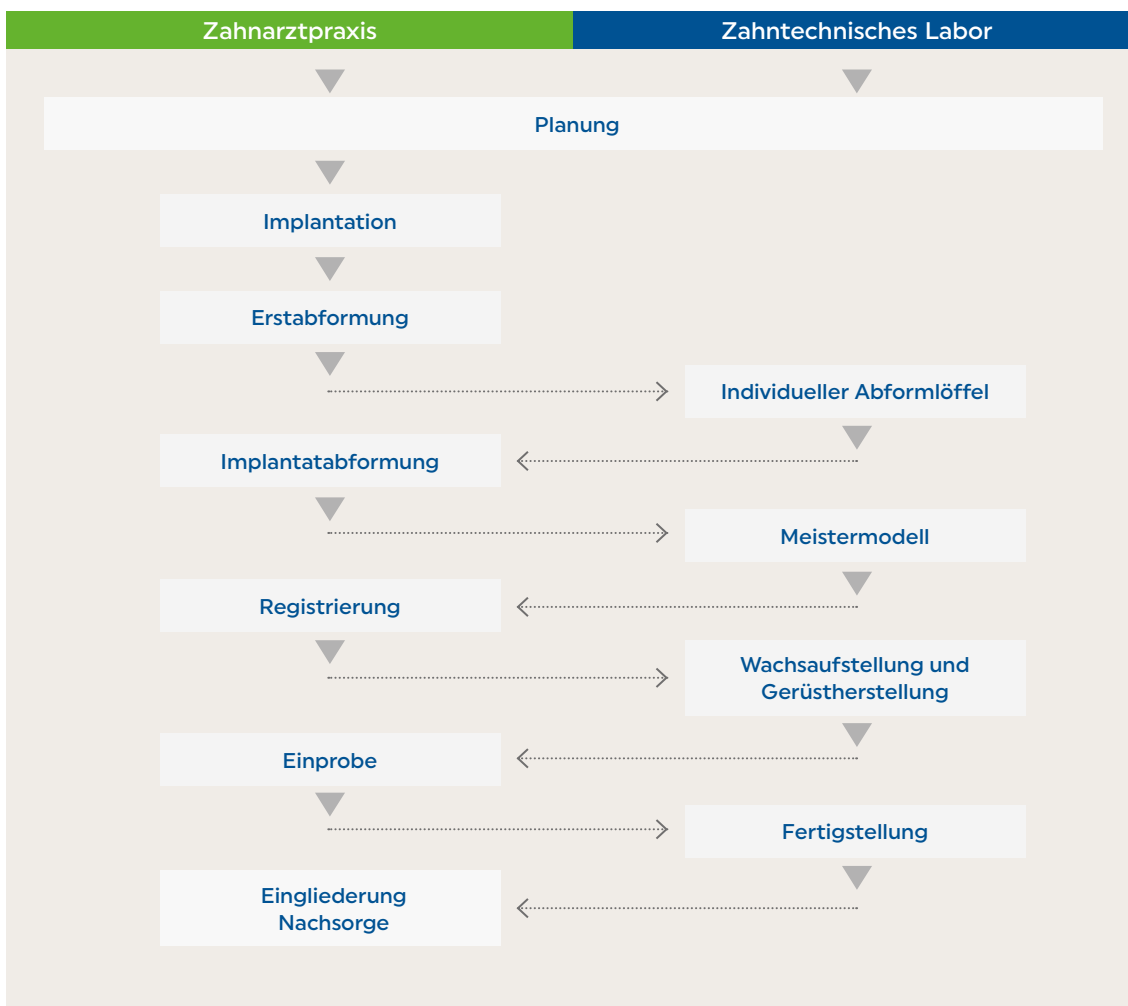 Zahnarztpraxis
Zahntechnisches Labor
Planung
Implantation
Erstabformung
Individueller Abformlöffel
Implantatabformung
Meistermodell
Registrierung
Wachsaufstellung und
Gerüstherstellung
Einprobe
Fertigstellung
Eingliederung
Nachsorge